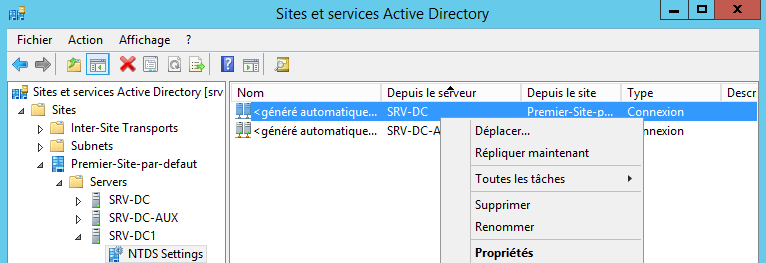 Sites et services Active Directory
Fichier Action Affichage ?
Sites et services Active Directory [srv
Sites
Inter-Site Transports
Subnets
Premier-Site-par-defaut
Servers
SRV-DC
SRV-DC-AUX
SRV-DC1
NTDS Settings
Nom Depuis le serveur Depuis le site Type Descr
<généré automatique... SRV-DC Premier-Site-p... Connexion
<généré automatique... SRV-DC-A onnexion
Déplacer...
Répliquer maintenant
Toutes les tâches
Supprimer
Renommer
Propriétés